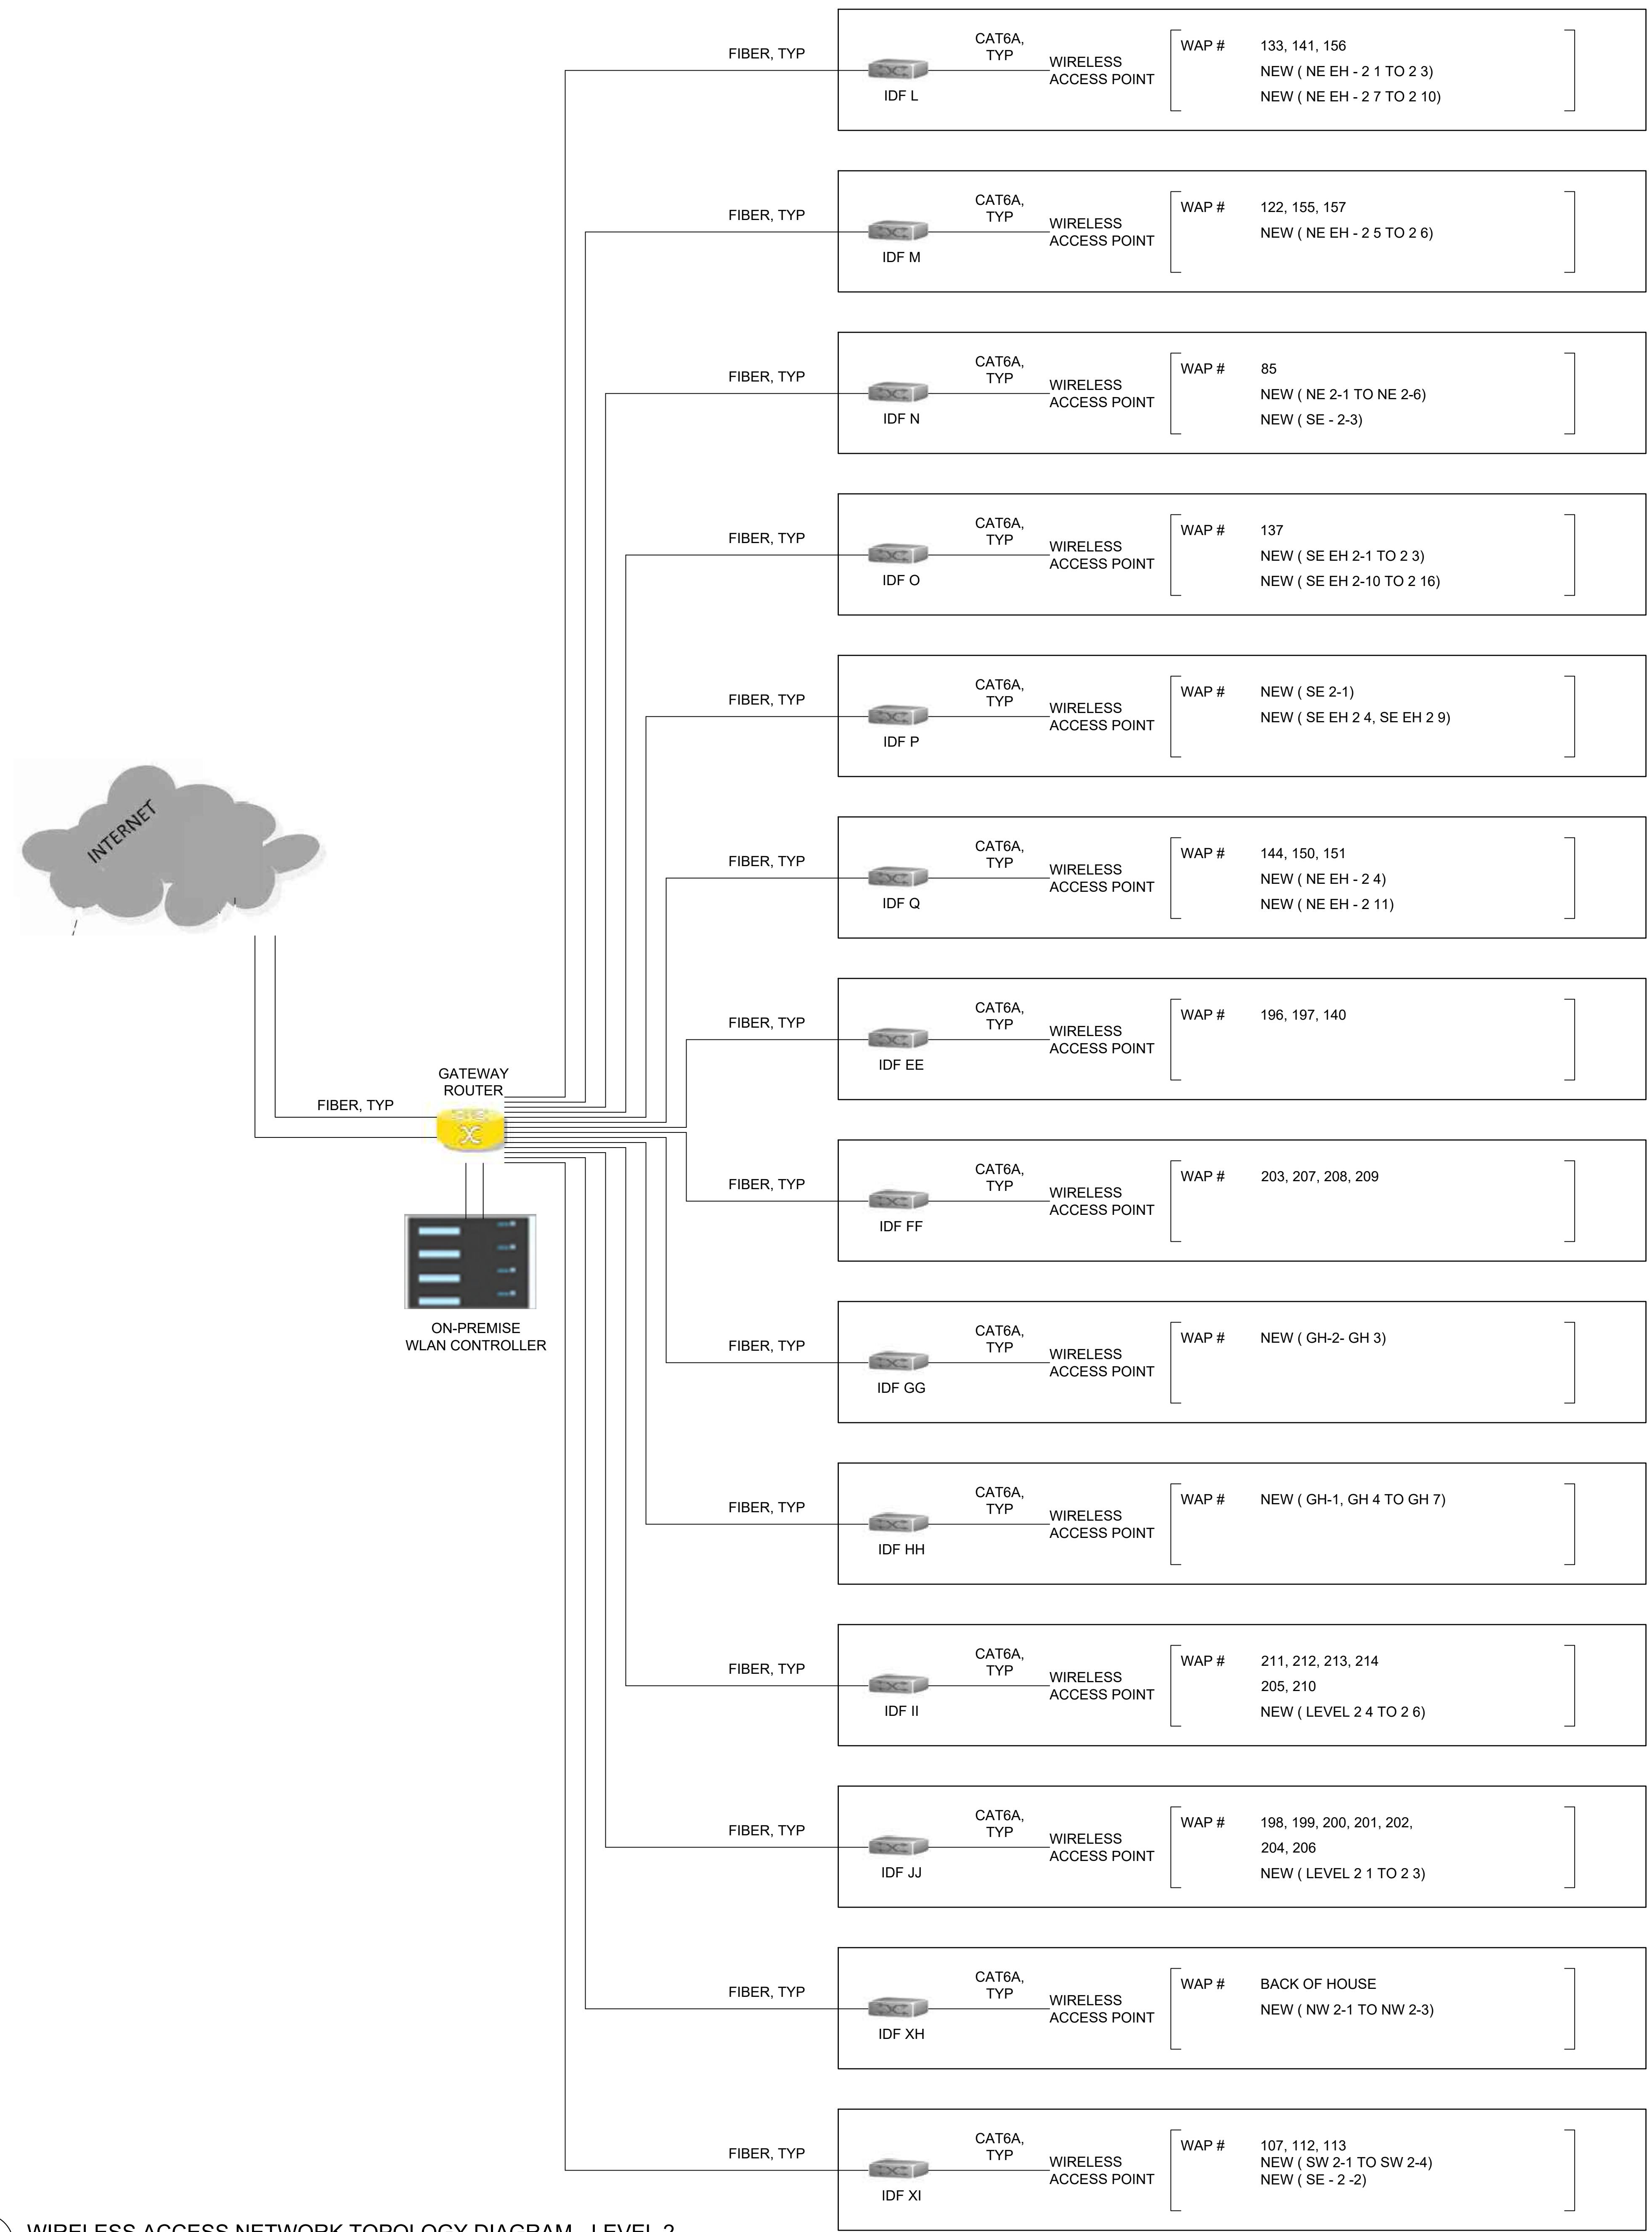 FIBER, TYP
CAT6A,
TYP
WIRELESS
ACCESS POINT
IDF L
WAP # 133, 141, 156
NEW ( NE EH - 2 1 TO 2 3)
NEW ( NE EH - 2 7 TO 2 10)
FIBER, TYP
CAT6A,
TYP
WIRELESS
ACCESS POINT
IDF M
WAP # 122, 155, 157
NEW ( NE EH - 2 5 TO 2 6)
FIBER, TYP
CAT6A,
TYP
WIRELESS
ACCESS POINT
IDF N
WAP # 85
NEW ( NE 2-1 TO NE 2-6)
NEW ( SE - 2-3)
FIBER, TYP
CAT6A,
TYP
WIRELESS
ACCESS POINT
IDF O
WAP # 137
NEW ( SE EH 2-1 TO 2 3)
NEW ( SE EH 2-10 TO 2 16)
FIBER, TYP
CAT6A,
TYP
WIRELESS
ACCESS POINT
IDF P
WAP # NEW ( SE 2-1)
NEW ( SE EH 2 4, SE EH 2 9)
INTERNET
FIBER, TYP
CAT6A,
TYP
WIRELESS
ACCESS POINT
IDF Q
WAP # 144, 150, 151
NEW ( NE EH - 2 4)
NEW ( NE EH - 2 11)
FIBER, TYP
CAT6A,
TYP
WIRELESS
ACCESS POINT
IDF EE
WAP # 196, 197, 140
GATEWAY
ROUTER
FIBER, TYP
FIBER, TYP
CAT6A,
TYP
WIRELESS
ACCESS POINT
IDF FF
WAP # 203, 207, 208, 209
ON-PREMISE
WLAN CONTROLLER
FIBER, TYP
CAT6A,
TYP
WIRELESS
ACCESS POINT
IDF GG
WAP # NEW ( GH-2- GH 3)
FIBER, TYP
CAT6A,
TYP
WIRELESS
ACCESS POINT
IDF HH
WAP # NEW ( GH-1, GH 4 TO GH 7)
FIBER, TYP
CAT6A,
TYP
WIRELESS
ACCESS POINT
IDF II
WAP # 211, 212, 213, 214
205, 210
NEW ( LEVEL 2 4 TO 2 6)
FIBER, TYP
CAT6A,
TYP
WIRELESS
ACCESS POINT
IDF JJ
WAP # 198, 199, 200, 201, 202,
204, 206
NEW ( LEVEL 2 1 TO 2 3)
FIBER, TYP
CAT6A,
TYP
WIRELESS
ACCESS POINT
IDF XH
WAP # BACK OF HOUSE
NEW ( NW 2-1 TO NW 2-3)
FIBER, TYP
CAT6A,
TYP
WIRELESS
ACCESS POINT
IDF XI
WAP # 107, 112, 113
NEW ( SW 2-1 TO SW 2-4)
NEW ( SE - 2 -2)
WIRELESS ACCESS NETWORK TOPOLOGY DIAGRAM - LEVEL 2